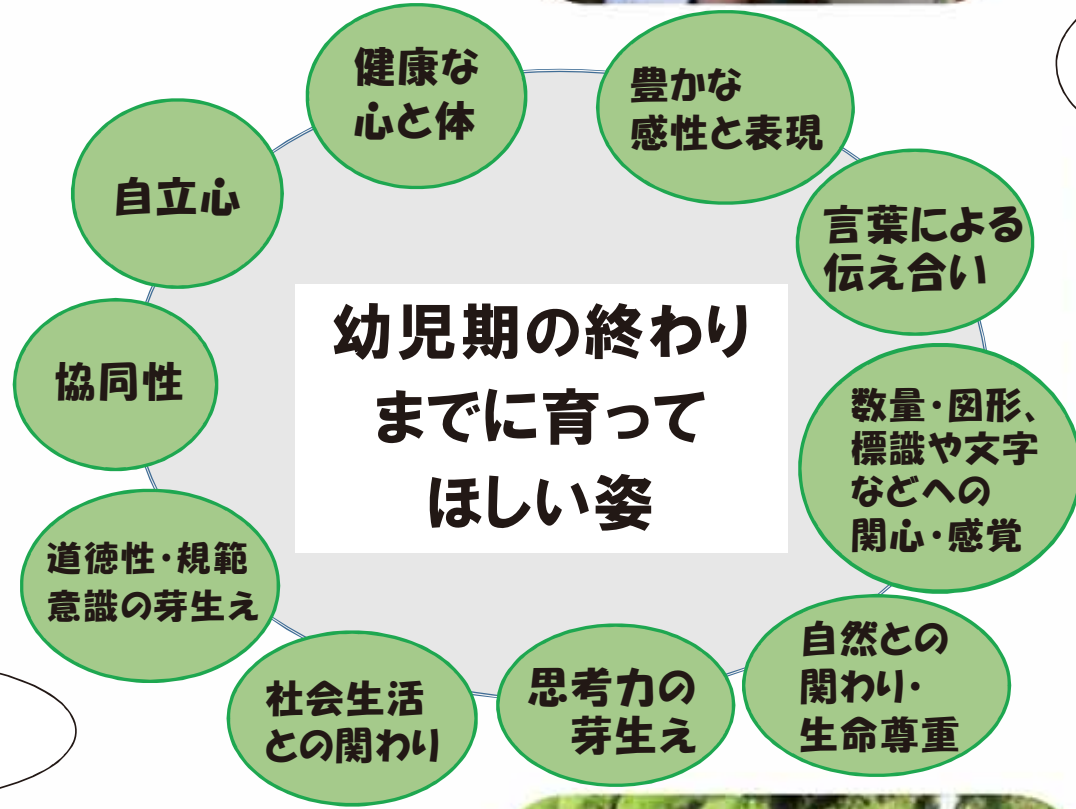 健康な
心と体
豊かな
感性と表現
自立心
言葉による
伝え合い
幼児期の終わり
までに育って
ほしい姿
協同性
数量・図形、
標識や文字
などへの
関心・感覚
道徳性・規範
意識の芽生え
自然との
関わり・
生命尊重
社会生活
との関わり
思考力の
芽生え